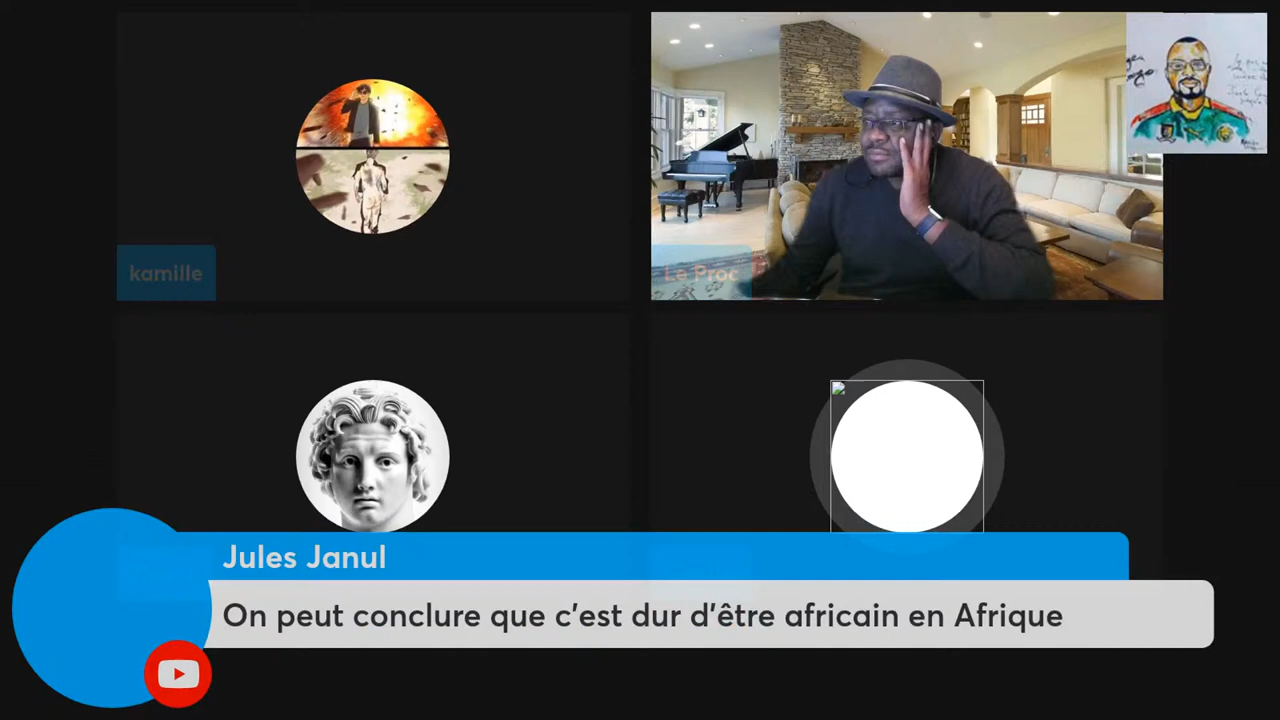 kamille
Le Proc
Jules Janul
On peut conclure que c'est dur d'être africain en Afrique